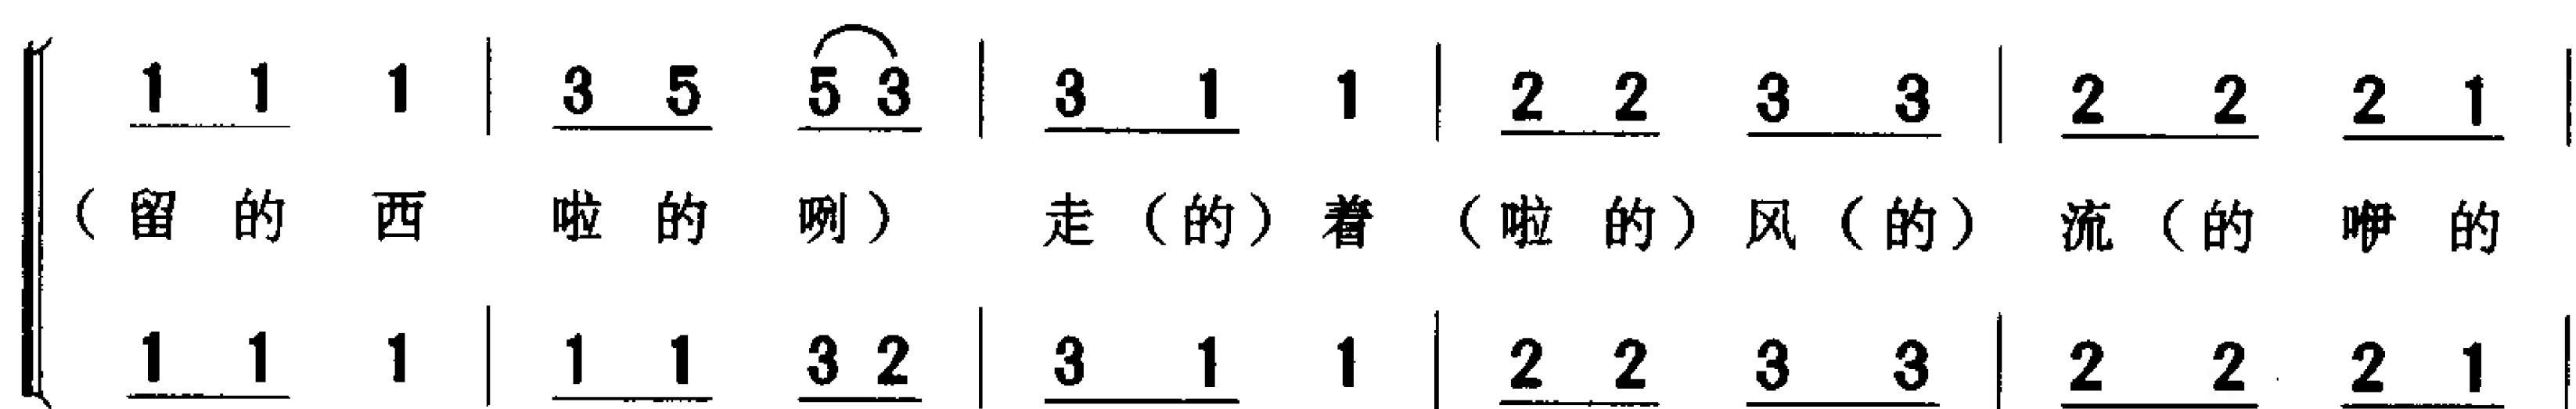 1 1 1 | 3 5 5 3 | 3 1 1 | 2 2 3 3 | 2 2 2 1 |
（留 的 西 啦 的 咧） 走（的）着（啦 的）风（的）流（的 咿 的
1 1 1 | 1 1 3 2 | 3 1 1 | 2 2 3 3 | 2 2 2 1 |